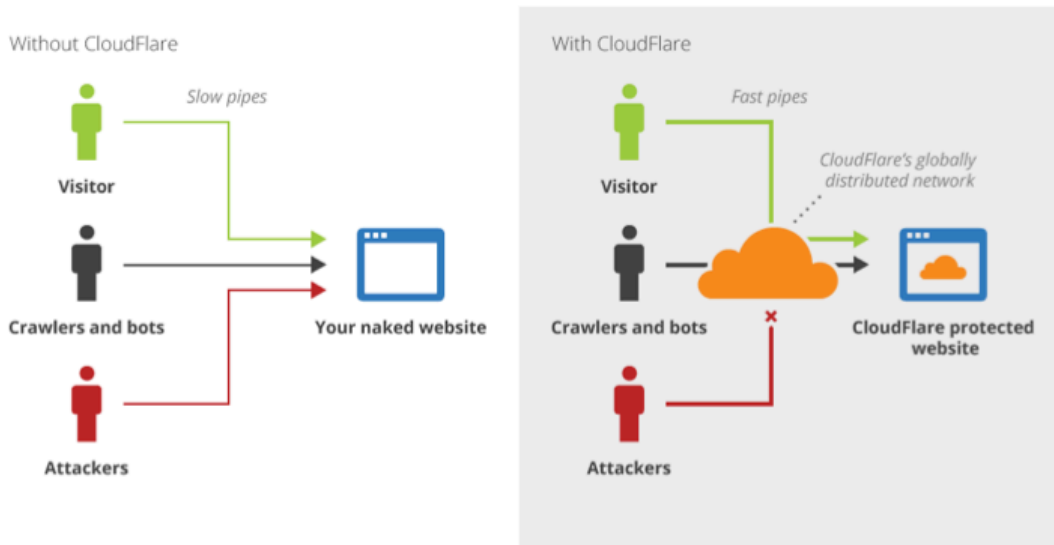 Without CloudFlare
Slow pipes
Visitor
Crawlers and bots
Your naked website
Attackers
With CloudFlare
Fast pipes
CloudFlare's globally
distributed network
Visitor
Crawlers and bots
CloudFlare protected
website
Attackers